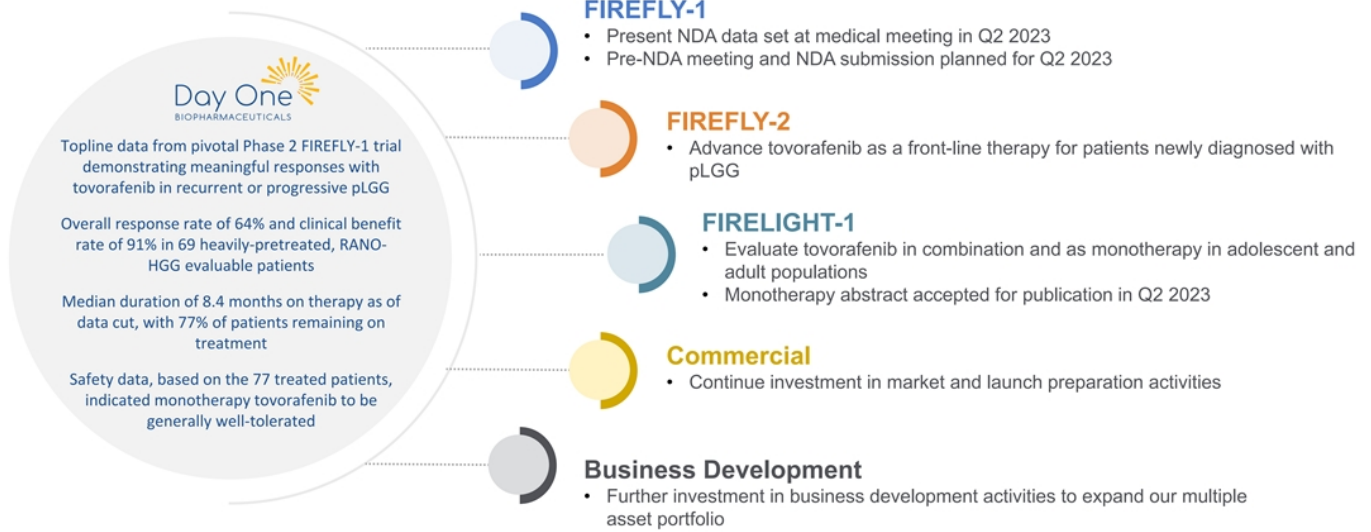 Day One
BIOPHARMACEUTICALS
Topline data from pivotal Phase 2 FIREFLY-1 trial
demonstrating meaningful responses with
tovorafenib in recurrent or progressive pLGG
Overall response rate of 64% and clinical benefit
rate of 91% in 69 heavily-pretreated, RANO-
HGG evaluable patients
Median duration of 8.4 months on therapy as of
data cut, with 77% of patients remaining on
treatment
Safety data, based on the 77 treated patients,
indicated monotherapy tovorafenib to be
generally well-tolerated
FIREFLY-1
• Present NDA data set at medical meeting in Q2 2023
• Pre-NDA meeting and NDA submission planned for Q2 2023
FIREFLY-2
• Advance tovorafenib as a front-line therapy for patients newly diagnosed with
pLGG
FIRELIGHT-1
• Evaluate tovorafenib in combination and as monotherapy in adolescent and
adult populations
• Monotherapy abstract accepted for publication in Q2 2023
Commercial
• Continue investment in market and launch preparation activities
Business Development
• Further investment in business development activities to expand our multiple
asset portfolio